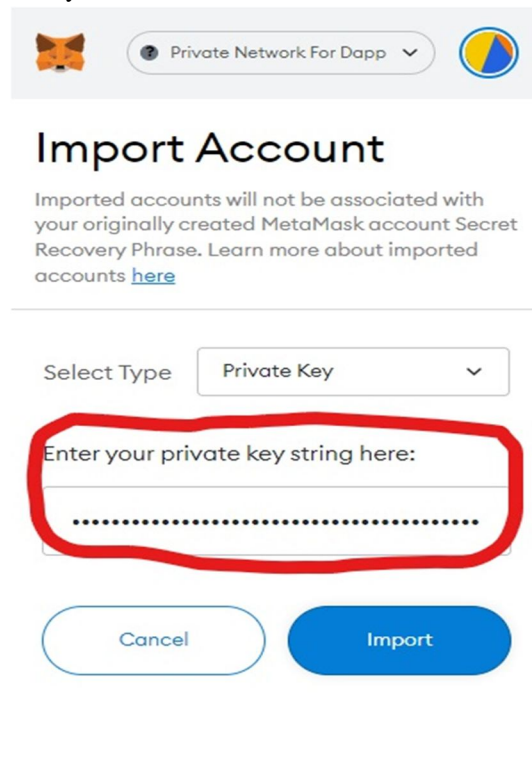 Private Network For Dapp
Import Account
Imported accounts will not be associated with
your originally created MetaMask account Secret
Recovery Phrase. Learn more about imported
accounts here
Select Type
Private Key
Enter your private key string here:
Cancel
Import